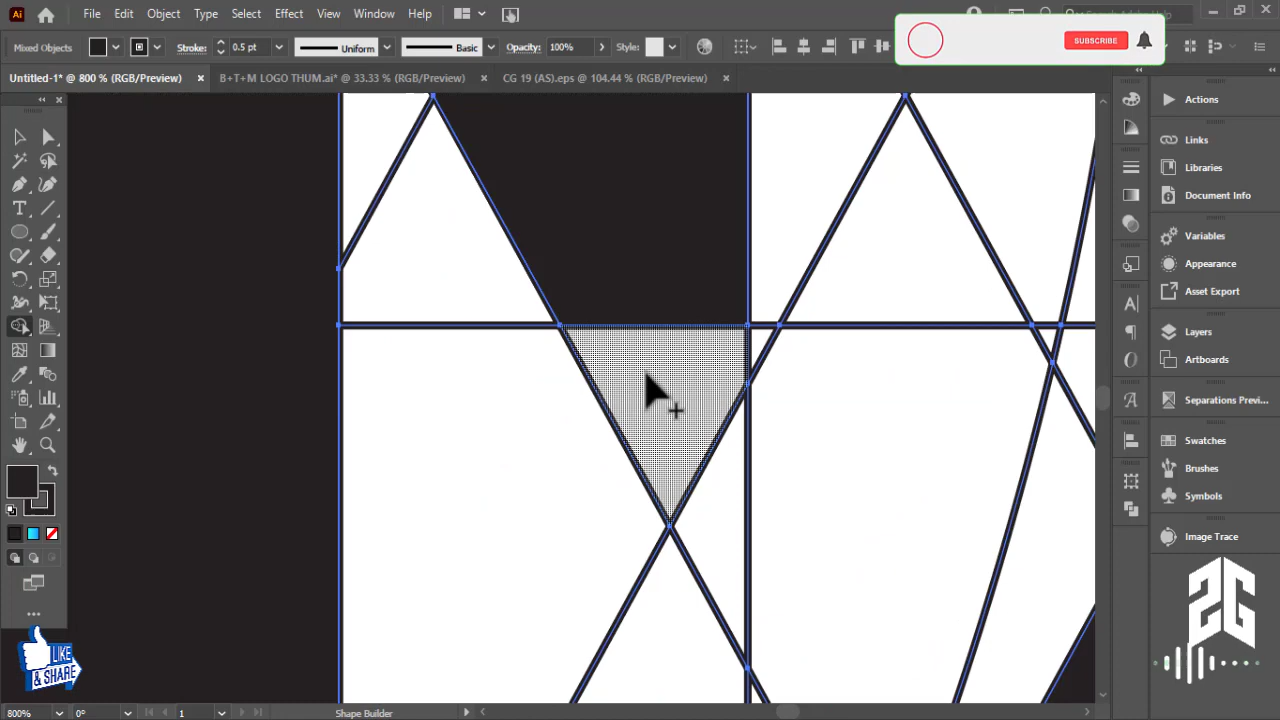 Ai File Edit Object Type Select Effect View Window Help
SUBSCRIBE
Mixed Objects Stroke: 0.5 pt Uniform Basic Opacity: 100% Style:
Untitled-1* @ 800 % (RGB/Preview) × B+T+M LOGO THUM.ai* @ 33.33 % (RGB/Preview) × CG 19 (AS).eps @ 104.44 % (RGB/Preview) ×
Actions
Links
Libraries
Document Info
Variables
Appearance
Asset Export
Layers
Artboards
Separations Previ...
Swatches
Brushes
Symbols
Image Trace
LIKE
& SHARE
2G
800% 0° 1 Shape Builder